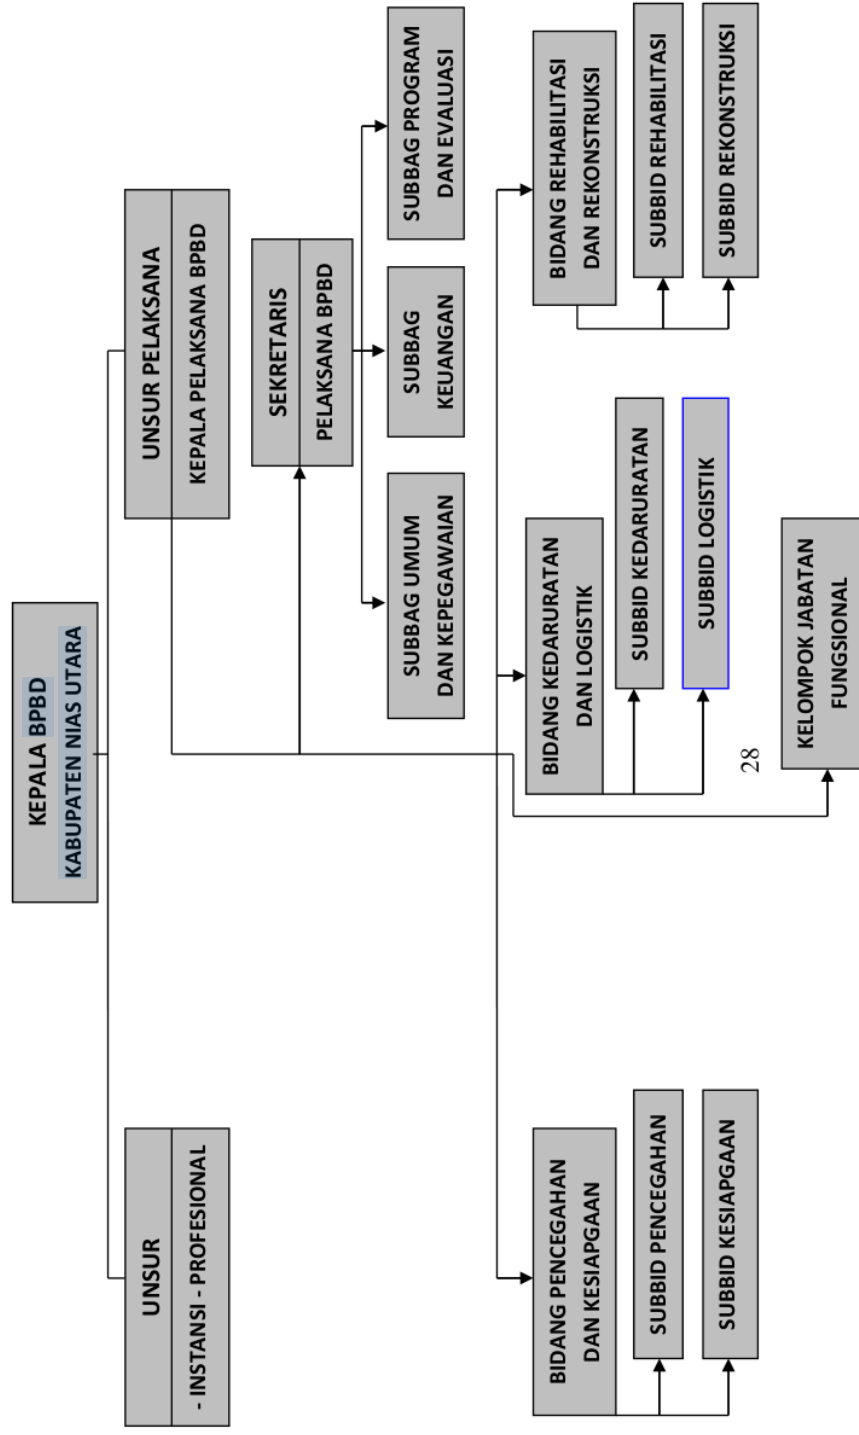 KEPALA BPBD
KABUPATEN NIAS UTARA
UNSUR
- INSTANSI - PROFESIONAL
UNSUR PELAKSANA
KEPALA PELAKSANA BPBD
SEKRETARIS
PELAKSANA BPBD
SUBBAG UMUM
DAN KEPEGAWAIAN
SUBBAG
KEUANGAN
SUBBAG PROGRAM
DAN EVALUASI
BIDANG PENCEGAHAN
DAN KESIAPGAAN
SUBBID PENCEGAHAN
SUBBID KESIAPGAAN
BIDANG KEDARURATAN
DAN LOGISTIK
SUBBID KEDARURATAN
SUBBID LOGISTIK
BIDANG REHABILITASI
DAN REKONSTRUKSI
SUBBID REHABILITASI
SUBBID REKONSTRUKSI
28
KELOMPOK JABATAN
FUNGSIONAL